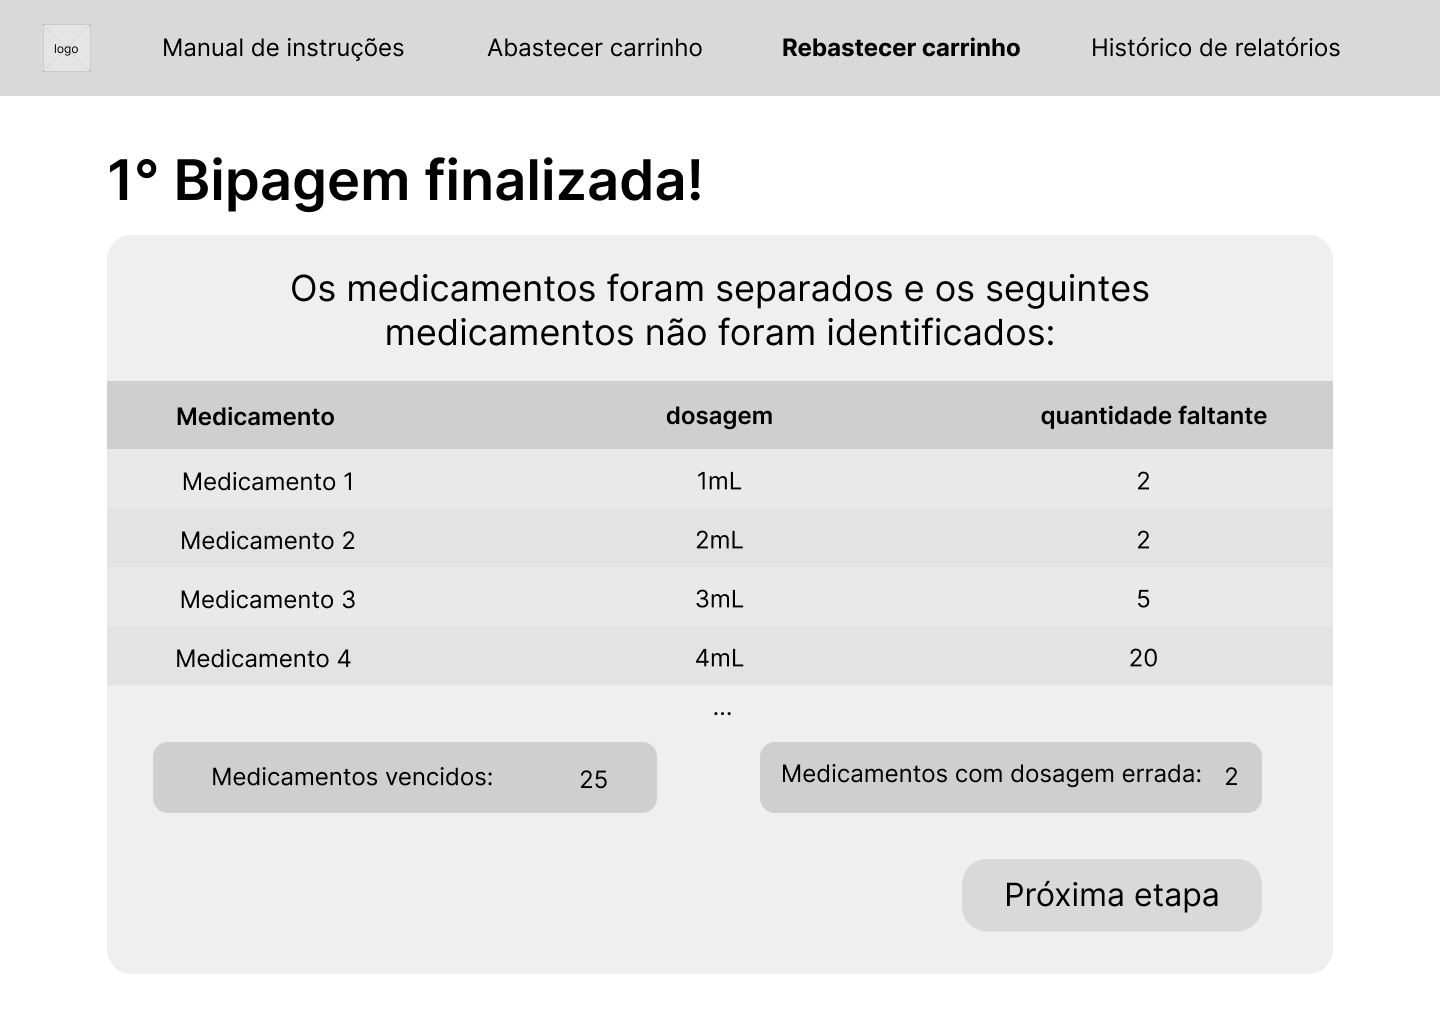 logo
Manual de instruções Abastecer carrinho Rebastecer carrinho Histórico de relatórios
1° Bipagem finalizada!
Os medicamentos foram separados e os seguintes
medicamentos não foram identificados:
Medicamento dosagem quantidade faltante
Medicamento 1 1mL 2
Medicamento 2 2mL 2
Medicamento 3 3mL 5
Medicamento 4 4mL 20
...
Medicamentos vencidos: 25 Medicamentos com dosagem errada: 2
Próxima etapa